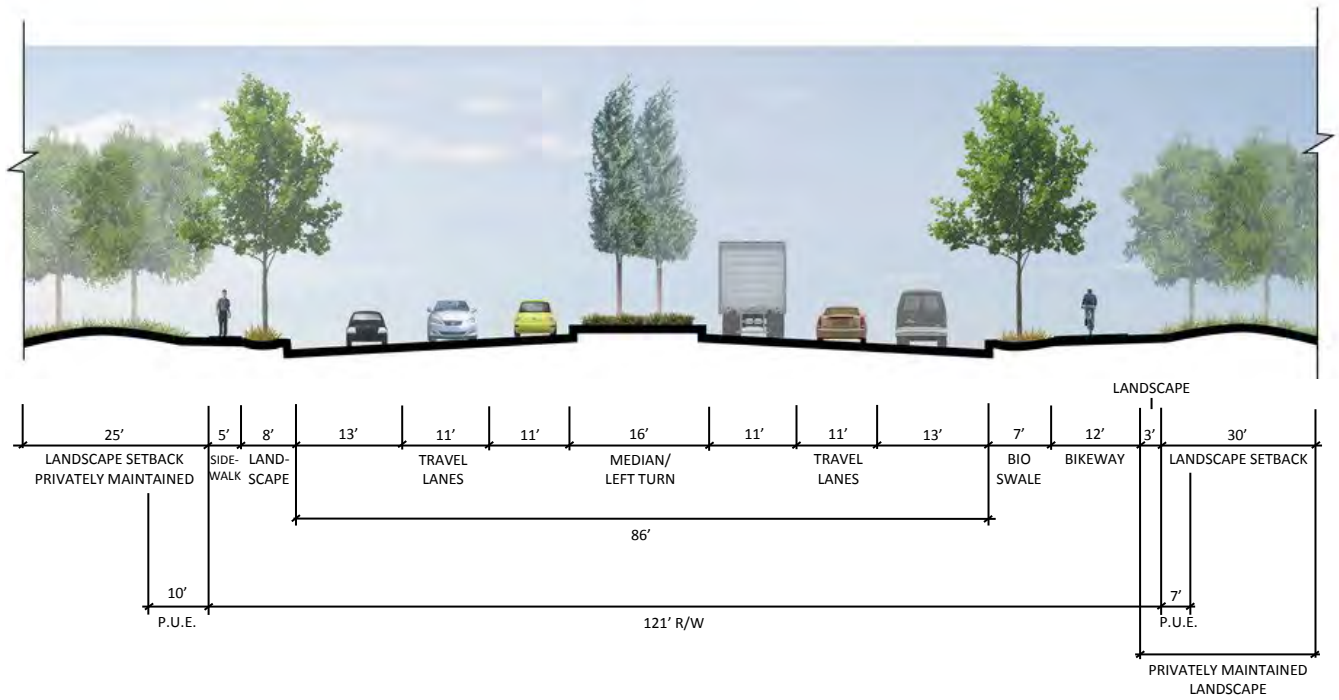 LANDSCAPE
25’ 5’ 8’ 13’ 11’ 11’ 16’ 11’ 11’ 13’ 7’ 12’ 3’ 30’
LANDSCAPE SETBACK
PRIVATELY MAINTAINED
SIDE-
WALK
LAND-
SCAPE
TRAVEL
LANES
MEDIAN/
LEFT TURN
TRAVEL
LANES
BIO
SWALE
BIKEWAY
LANDSCAPE SETBACK
86’
10’
P.U.E.
121’ R/W
7’
P.U.E.
PRIVATELY MAINTAINED
LANDSCAPE